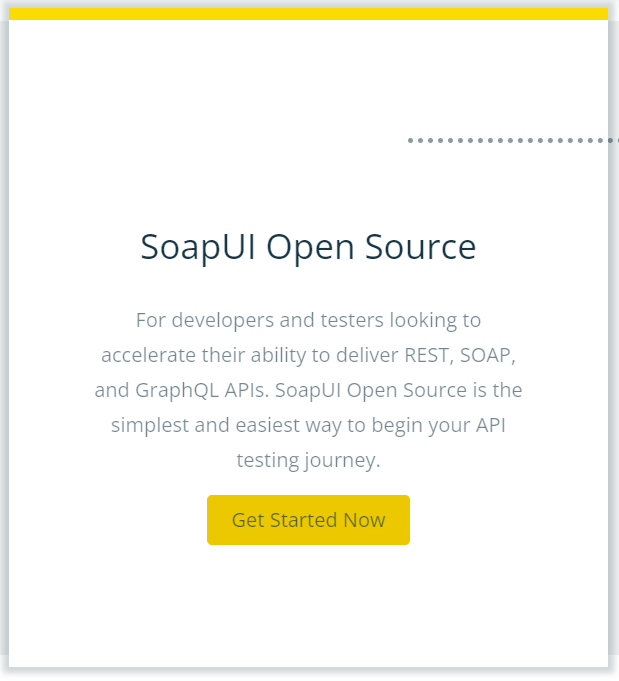 SoapUI Open Source
For developers and testers looking to
accelerate their ability to deliver REST, SOAP,
and GraphQL APIs. SoapUI Open Source is the
simplest and easiest way to begin your API
testing journey.
Get Started Now